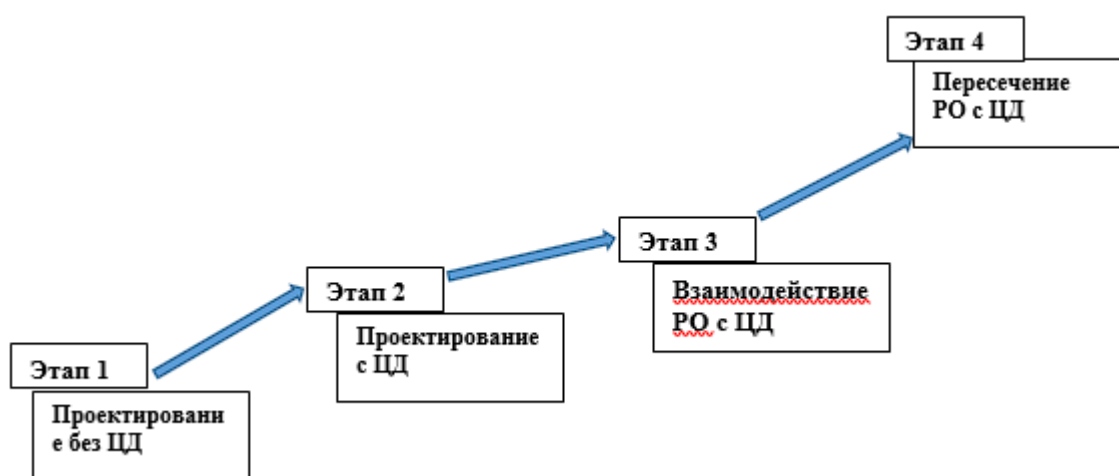 Этап 1
Проектировани
е без ЦД
Этап 2
Проектирование
с ЦД
Этап 3
Взаимодействие
РО с ЦД
Этап 4
Пересечение
РО с ЦД